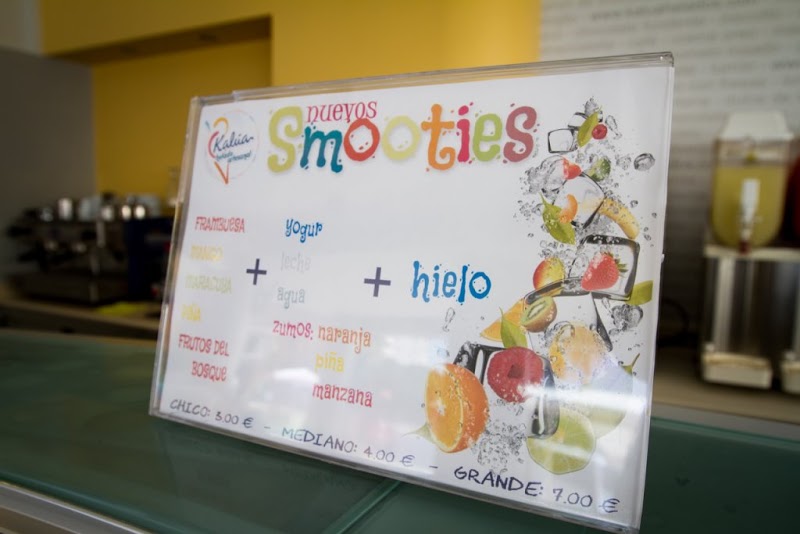 nuevos
Smooties
Kalúa
FRAMBUESA
MANGO
MARACUYA
PIÑA
FRUTOS DEL
BOSQUE
+
yogur
leche
agua
zumos: naranja
piña
manzana
+
hielo
CHICO: 3.00 € - MEDIANO: 4.00 € - GRANDE: 7.00 €